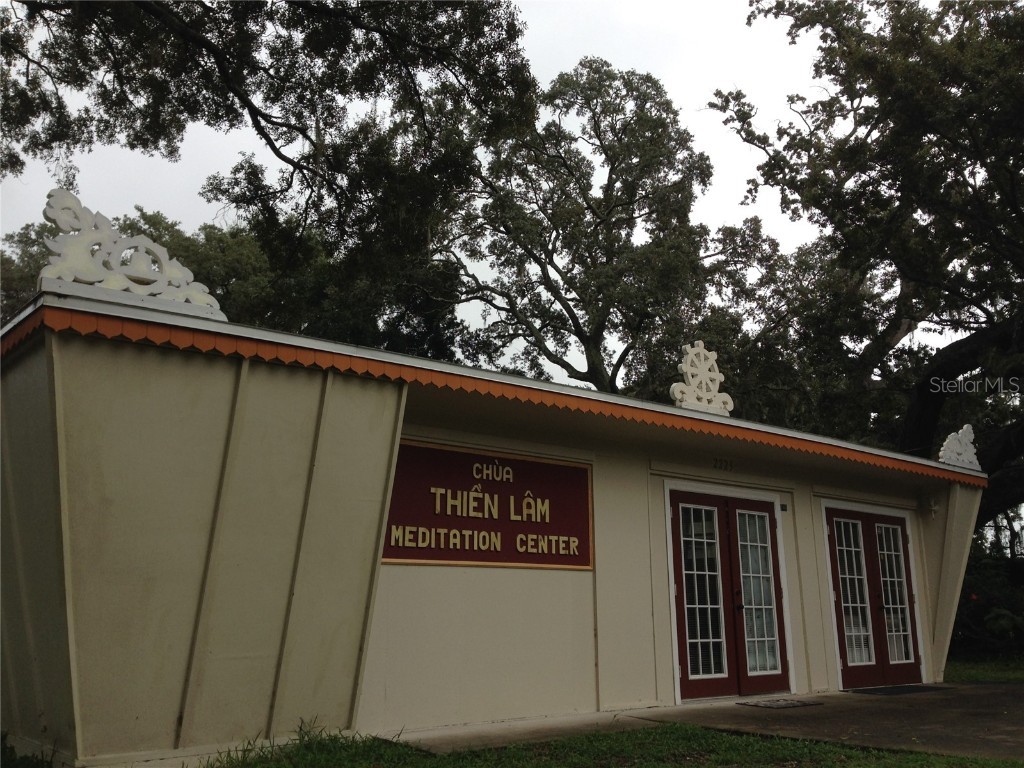 CHÙA
THIỀN LÂM
MEDITATION CENTER
StellarMLS